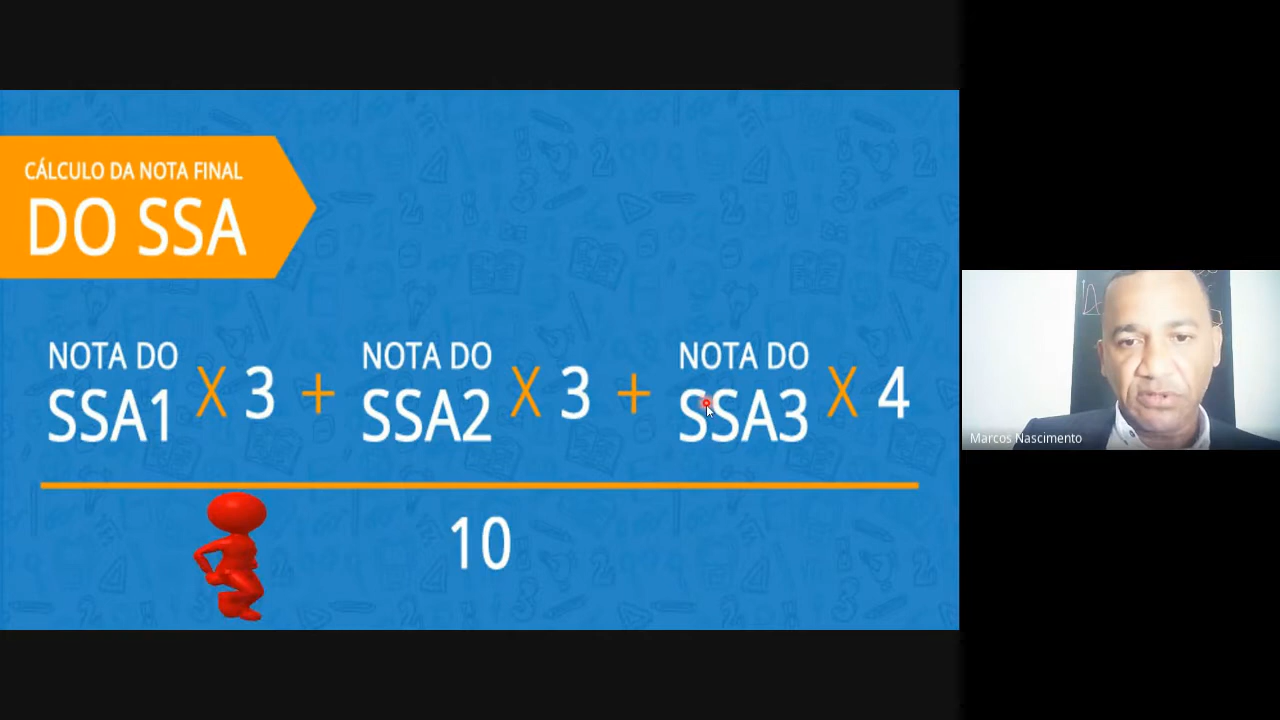 CÁLCULO DA NOTA FINAL
DO SSA
NOTA DO
SSA1 X 3 +
NOTA DO
SSA2 X 3 +
NOTA DO
SSA3 X 4
10
Marcos Nascimento